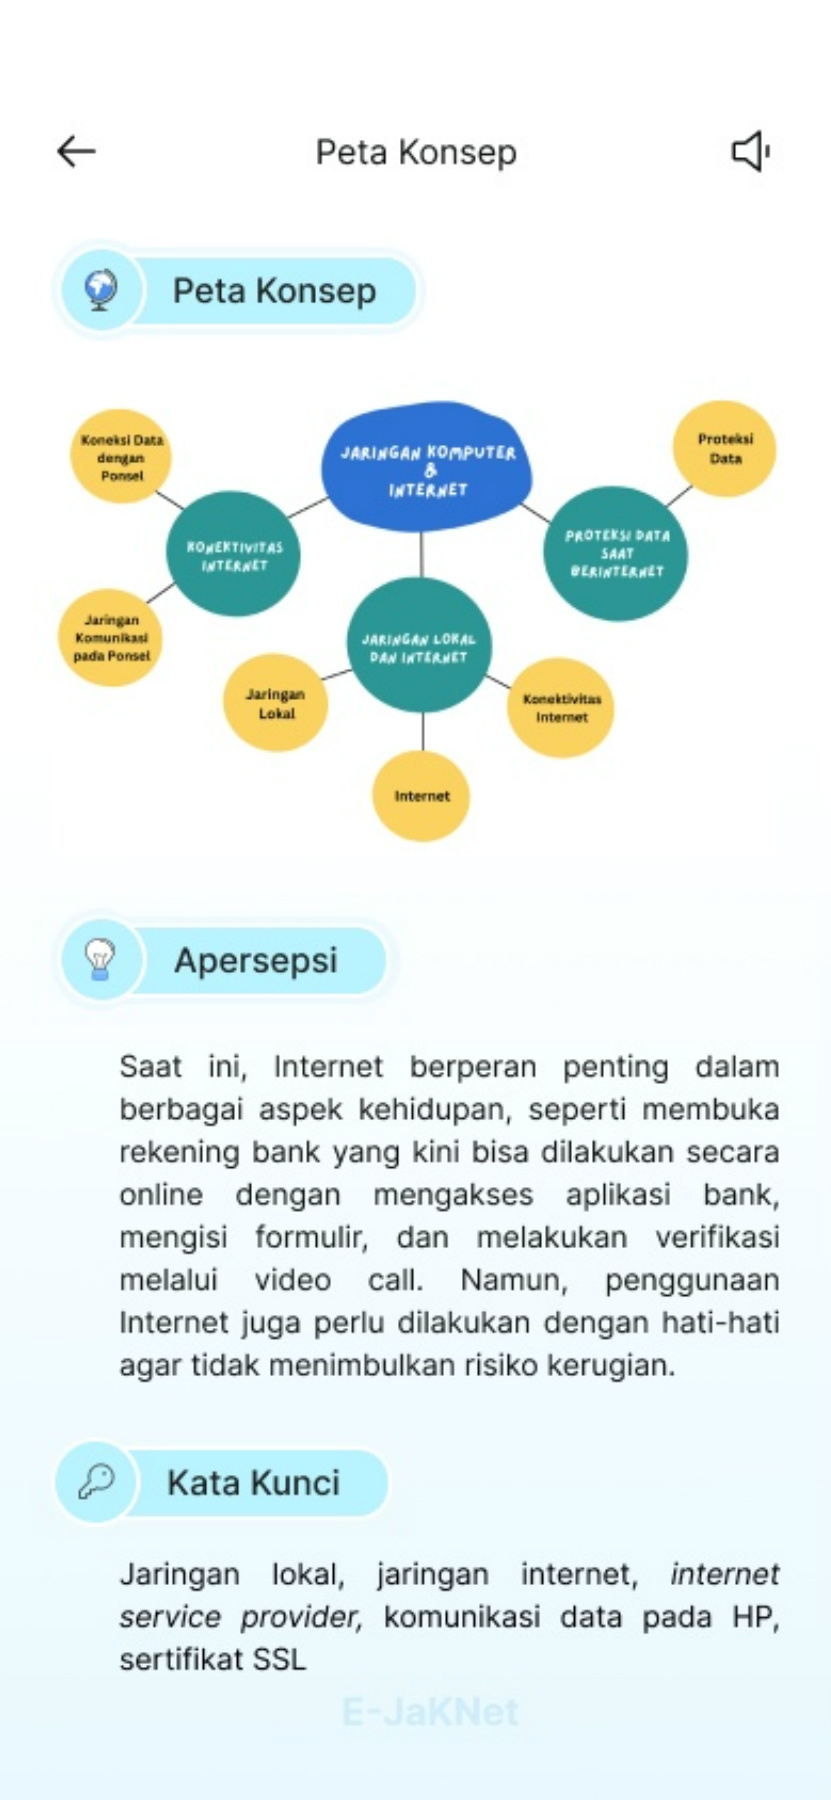 Peta Konsep
Peta Konsep
Koneksi Data
dengan
Ponsel
JARINGAN KOMPUTER
&
INTERNET
Proteksi
Data
KONEKTIVITAS
INTERNET
PROTEKSI DATA
SAAT
BERINTERNET
Jaringan
Komunikasi
pada Ponsel
JARINGAN LOKAL
DAN INTERNET
Jaringan
Lokal
Konektivitas
Internet
Internet
Apersepsi
Saat ini, Internet berperan penting dalam
berbagai aspek kehidupan, seperti membuka
rekening bank yang kini bisa dilakukan secara
online dengan mengakses aplikasi bank,
mengisi formulir, dan melakukan verifikasi
melalui video call. Namun, penggunaan
Internet juga perlu dilakukan dengan hati-hati
agar tidak menimbulkan risiko kerugian.
Kata Kunci
Jaringan lokal, jaringan internet, internet
service provider, komunikasi data pada HP,
sertifikat SSL
E-JaKNet